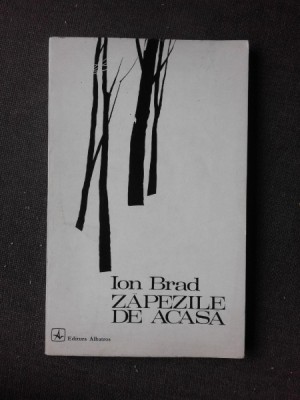 Ion Brad
ZAPEZILE
DE ACASA
Editura Albatros